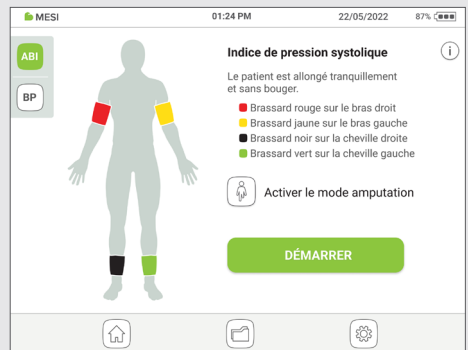 MESI
01:24 PM
22/05/2022
87%
ABI
BP
Indice de pression systolique
i
Le patient est allongé tranquillement
et sans bouger.
Brassard rouge sur le bras droit
Brassard jaune sur le bras gauche
Brassard noir sur la cheville droite
Brassard vert sur la cheville gauche
Activer le mode amputation
DÉMARRER